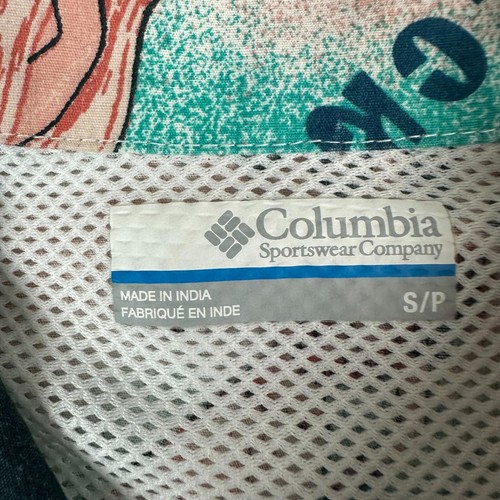 Columbia
Sportswear Company
MADE IN INDIA
FABRIQUÉ EN INDE
S/P